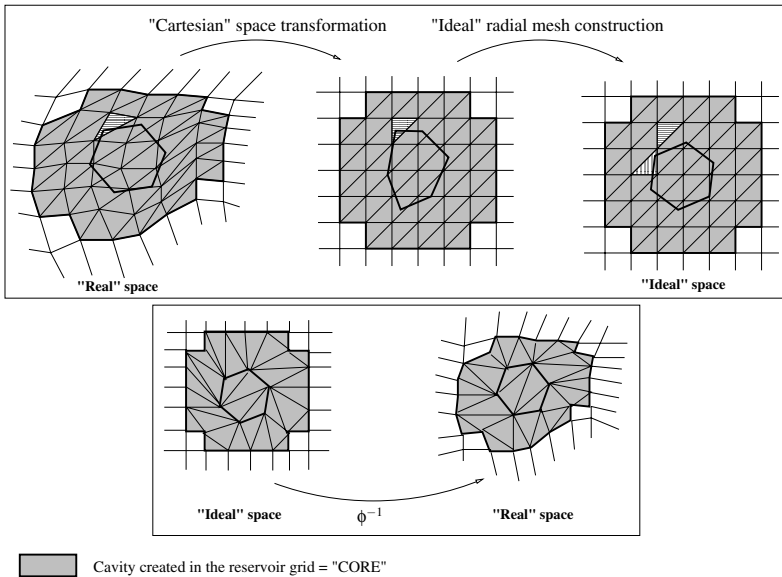 "Cartesian" space transformation
"Ideal" radial mesh construction
"Real" space
"Ideal" space
"Ideal" space
ϕ⁻¹
"Real" space
Cavity created in the reservoir grid = "CORE"